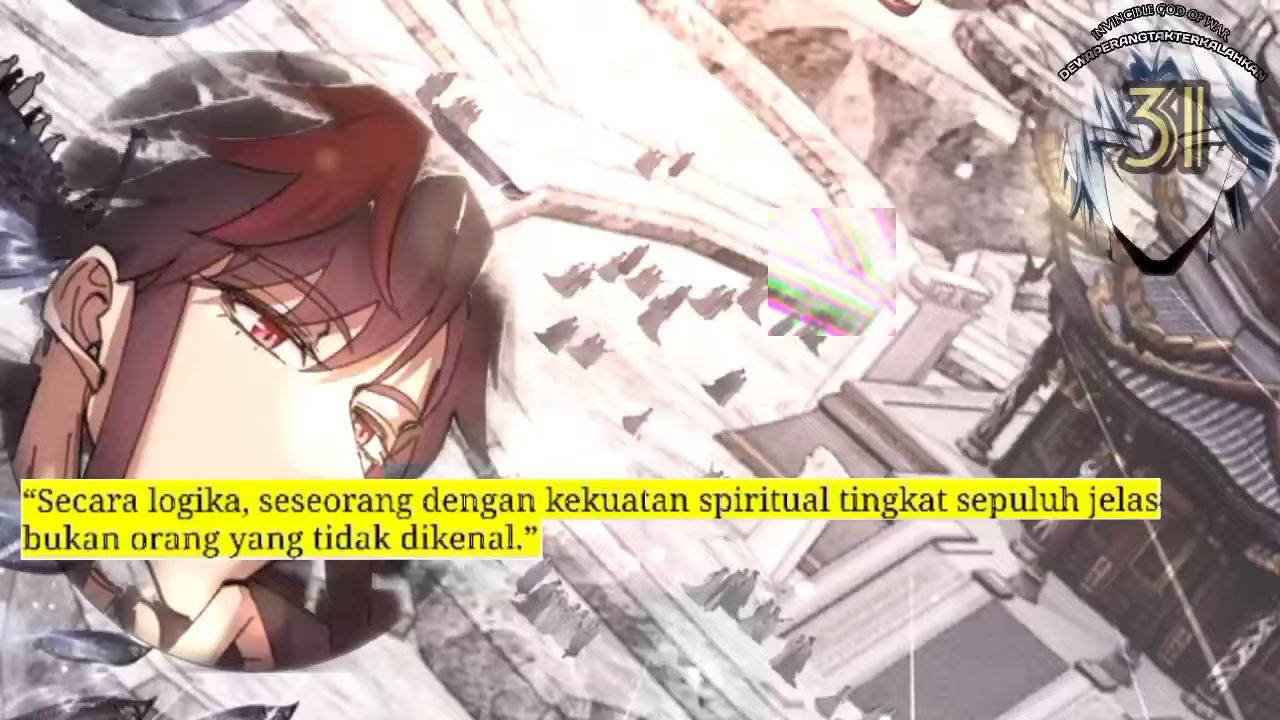 INVINCIBLE GOD OF WAR
DEWAPERANGTAKTERKALAHKAN
31
“Secara logika, seseorang dengan kekuatan spiritual tingkat sepuluh jelas
bukan orang yang tidak dikenal.”